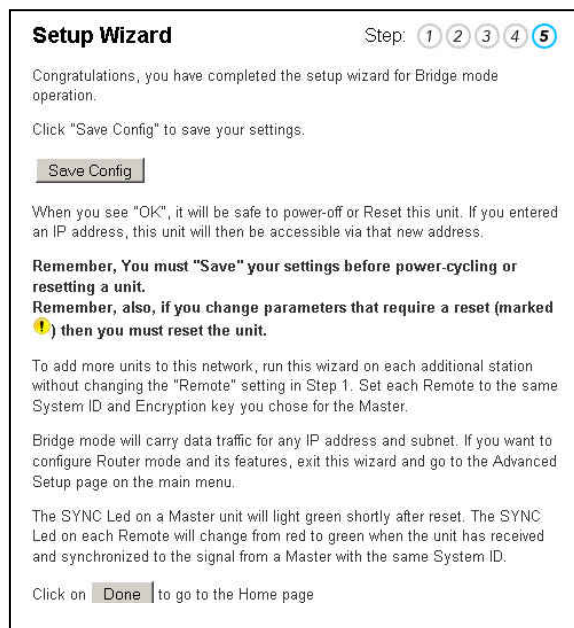 Setup Wizard Step: 1 2 3 4 5
Congratulations, you have completed the setup wizard for Bridge mode
operation.
Click "Save Config" to save your settings.
Save Config
When you see "OK", it will be safe to power-off or Reset this unit. If you entered
an IP address, this unit will then be accessible via that new address.
Remember, You must "Save" your settings before power-cycling or
resetting a unit.
Remember, also, if you change parameters that require a reset (marked
!) then you must reset the unit.
To add more units to this network, run this wizard on each additional station
without changing the "Remote" setting in Step 1. Set each Remote to the same
System ID and Encryption key you chose for the Master.
Bridge mode will carry data traffic for any IP address and subnet. If you want to
configure Router mode and its features, exit this wizard and go to the Advanced
Setup page on the main menu.
The SYNC Led on a Master unit will light green shortly after reset. The SYNC
Led on each Remote will change from red to green when the unit has received
and synchronized to the signal from a Master with the same System ID.
Click on Done to go to the Home page